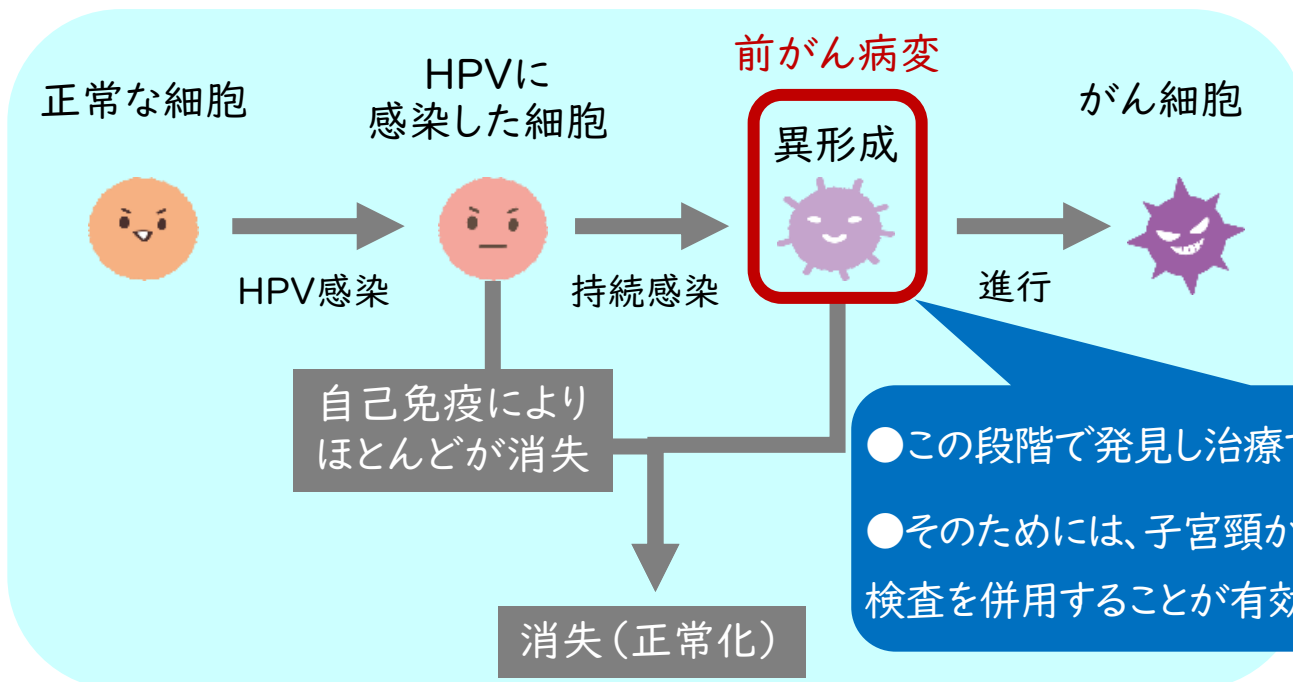 正常な細胞
HPVに
感染した細胞
前がん病変
異形成
がん細胞
HPV感染
持続感染
進行
自己免疫により
ほとんどが消失
消失(正常化)
●この段階で発見し治療
●そのためには、子宮頸が
検査を併用することが有効